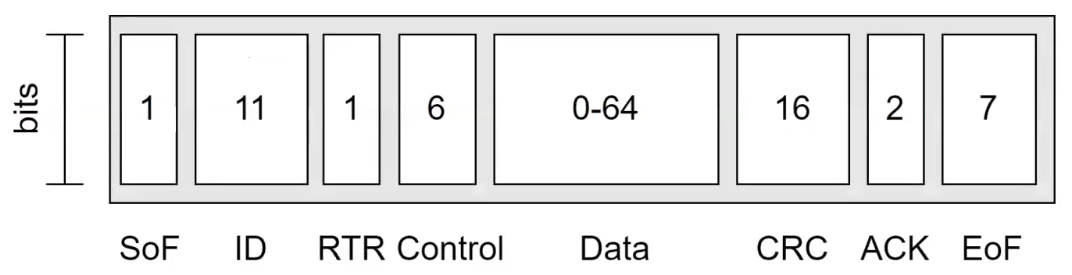 bits
1 11 1 6 0-64 16 2 7
SoF ID RTR Control Data CRC ACK EoF